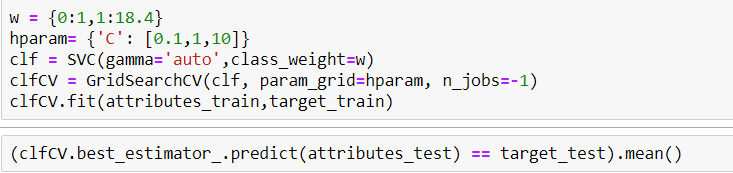 w = {0:1,1:18.4}
hparam= {'C': [0.1,1,10]}
clf = SVC(gamma='auto',class_weight=w)
clfCV = GridSearchCV(clf, param_grid=hparam, n_jobs=-1)
clfCV.fit(attributes_train,target_train)
(clfCV.best_estimator_.predict(attributes_test) == target_test).mean()